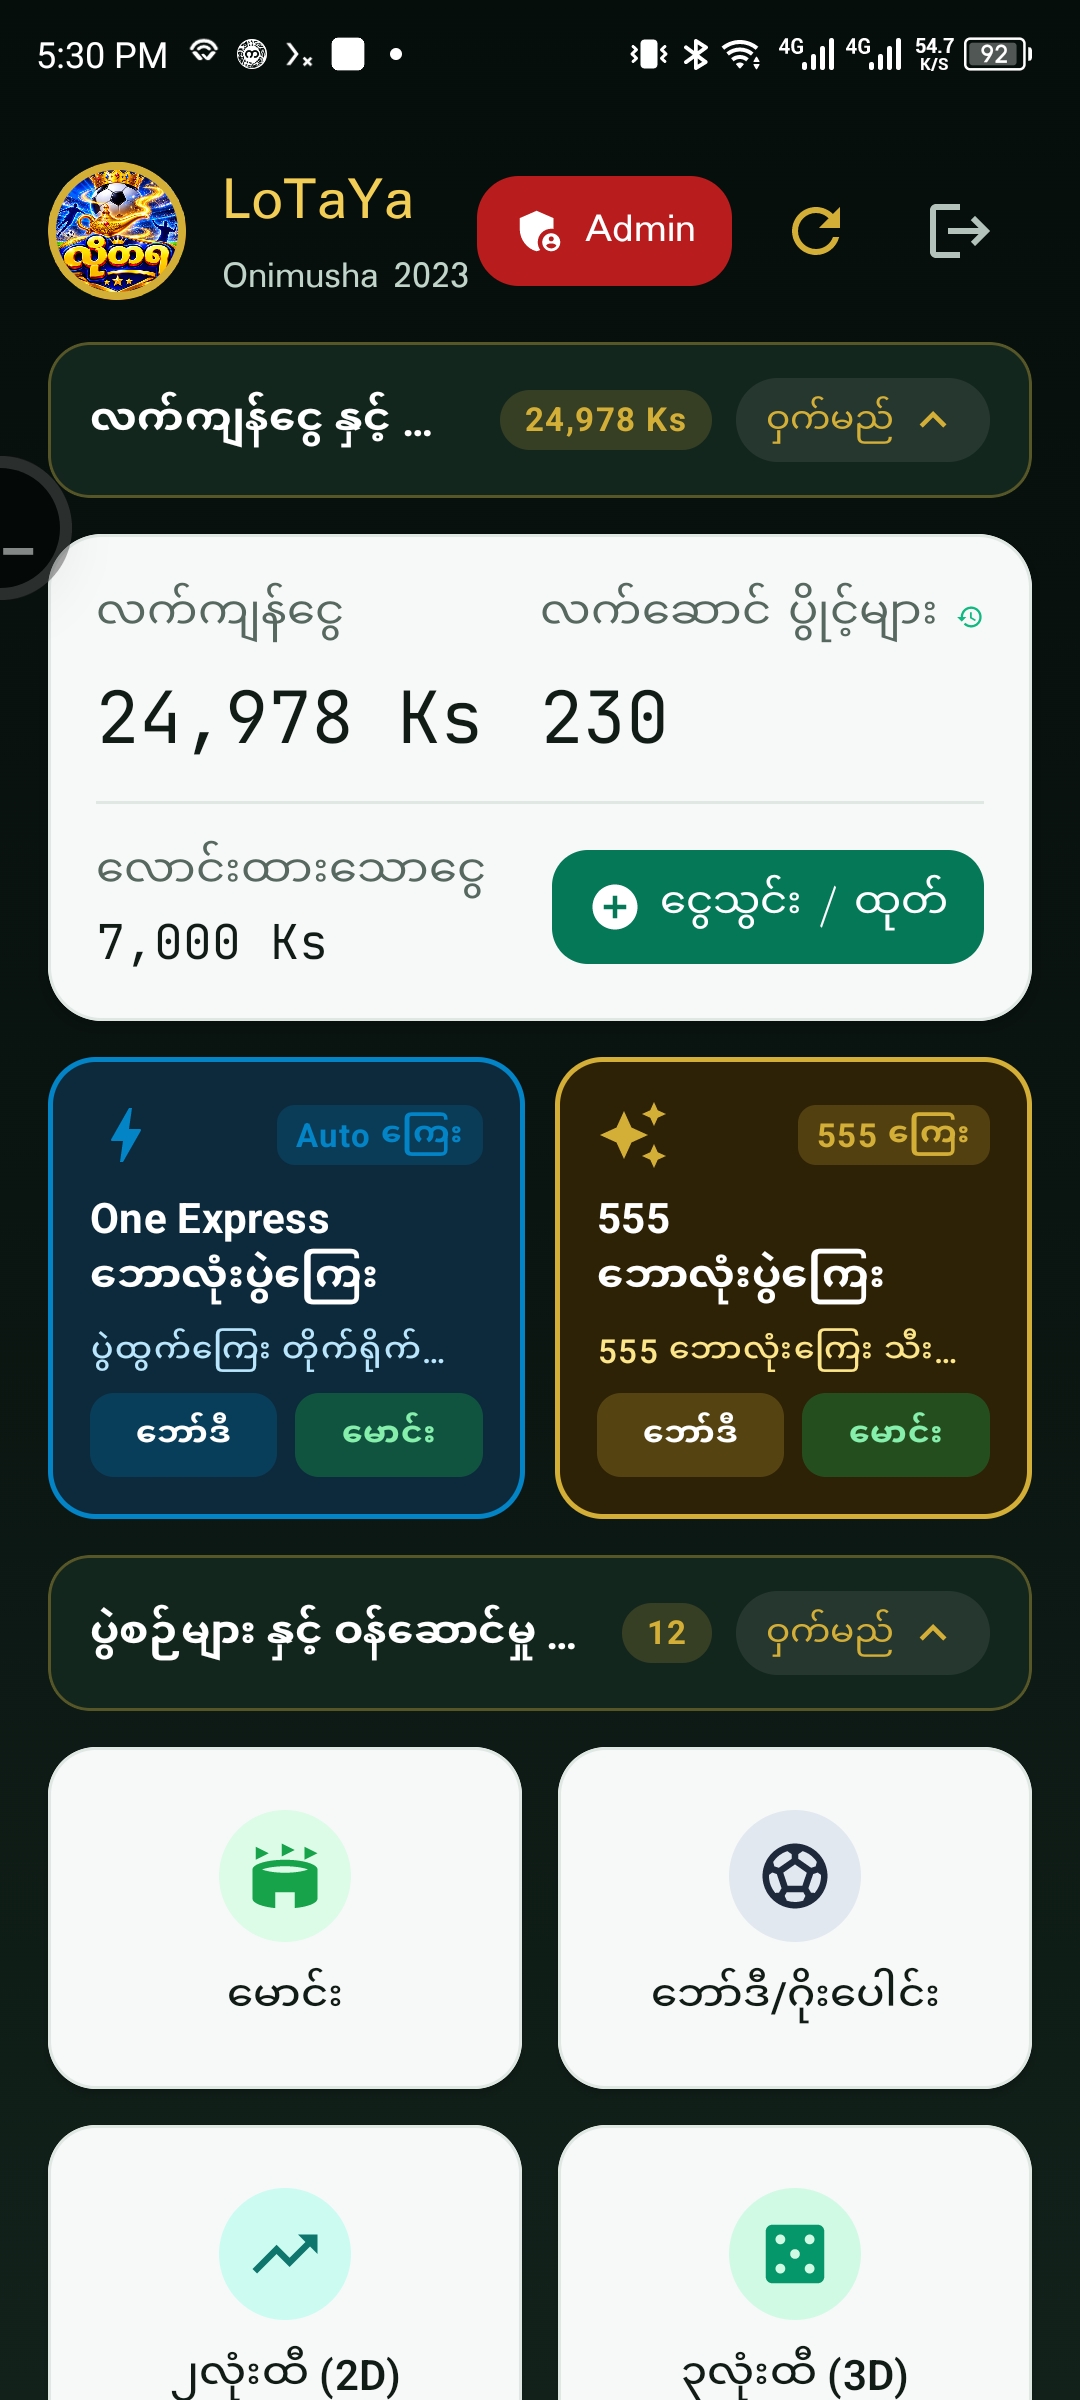 5:30 PM
4G 4G 54.7 K/S 92
လိုတရ
LoTaYa
Onimusha 2023
Admin
လက်ကျန်ငွေ နှင့် ...
24,978 Ks
ဝှက်မည်
လက်ကျန်ငွေ
လက်ဆောင် ပွိုင့်များ
24,978 Ks
230
လောင်းထားသောငွေ
7,000 Ks
ငွေသွင်း / ထုတ်
Auto ကြေး
One Express
ဘောလုံးပွဲကြေး
ပွဲထွက်ကြေး တိုက်ရိုက်...
ဘော်ဒီ
မောင်း
555 ကြေး
555
ဘောလုံးပွဲကြေး
555 ဘောလုံးကြေး သီး...
ဘော်ဒီ
မောင်း
ပွဲစဉ်များ နှင့် ဝန်ဆောင်မှု ...
12
ဝှက်မည်
မောင်း
ဘော်ဒီ/ဂိုးပေါင်း
၂လုံးထီ (2D)
၃လုံးထီ (3D)